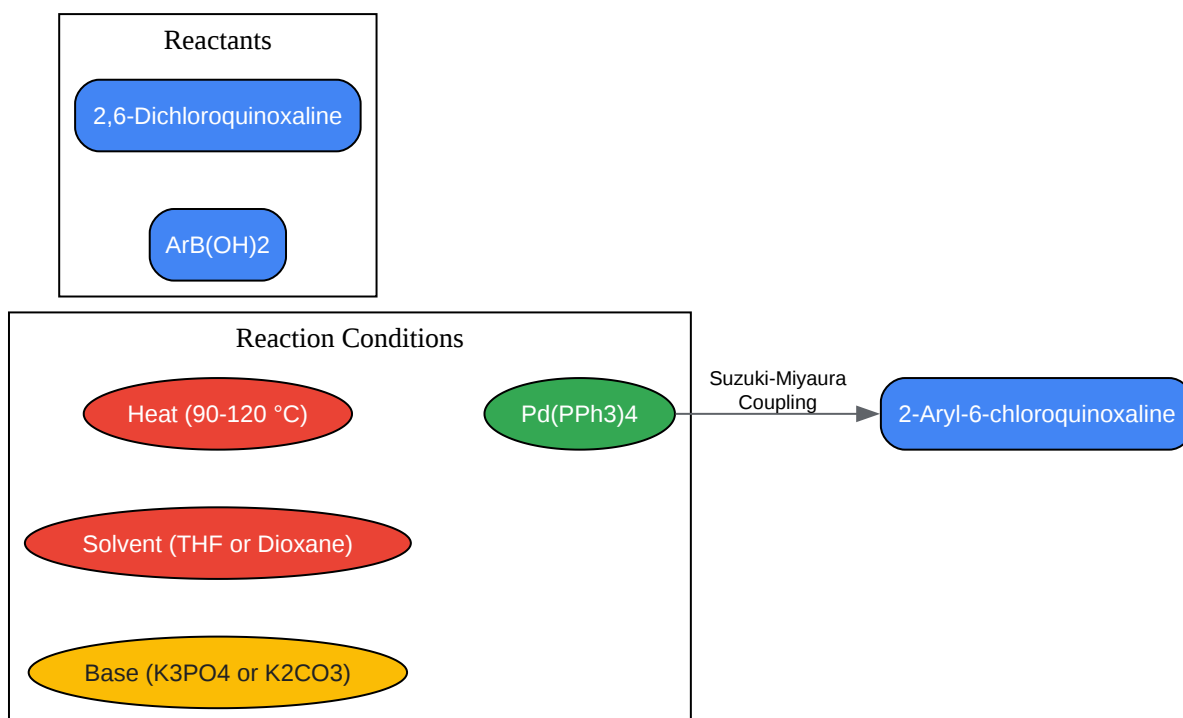 Reactants
2,6-Dichloroquinoxaline
ArB(OH)2
Reaction Conditions
Heat (90-120 °C)
Pd(PPh3)4
Suzuki-Miyaura
Coupling
2-Aryl-6-chloroquinoxaline
Solvent (THF or Dioxane)
Base (K3PO4 or K2CO3)